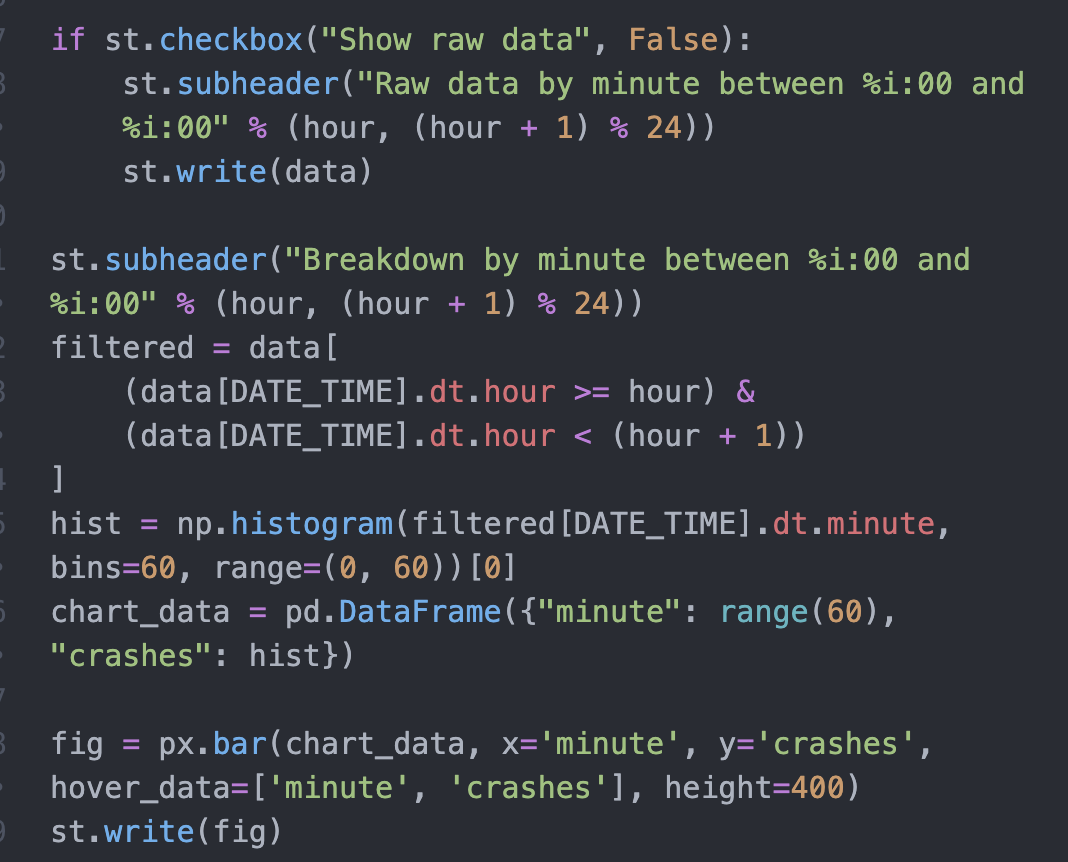 if st.checkbox("Show raw data", False):
    st.subheader("Raw data by minute between %i:00 and
    %i:00" % (hour, (hour + 1) % 24))
    st.write(data)

st.subheader("Breakdown by minute between %i:00 and
%i:00" % (hour, (hour + 1) % 24))
filtered = data[
    (data[DATE_TIME].dt.hour >= hour) &
    (data[DATE_TIME].dt.hour < (hour + 1))
]
hist = np.histogram(filtered[DATE_TIME].dt.minute,
bins=60, range=(0, 60))[0]
chart_data = pd.DataFrame({"minute": range(60),
"crashes": hist})

fig = px.bar(chart_data, x='minute', y='crashes',
hover_data=['minute', 'crashes'], height=400)
st.write(fig)